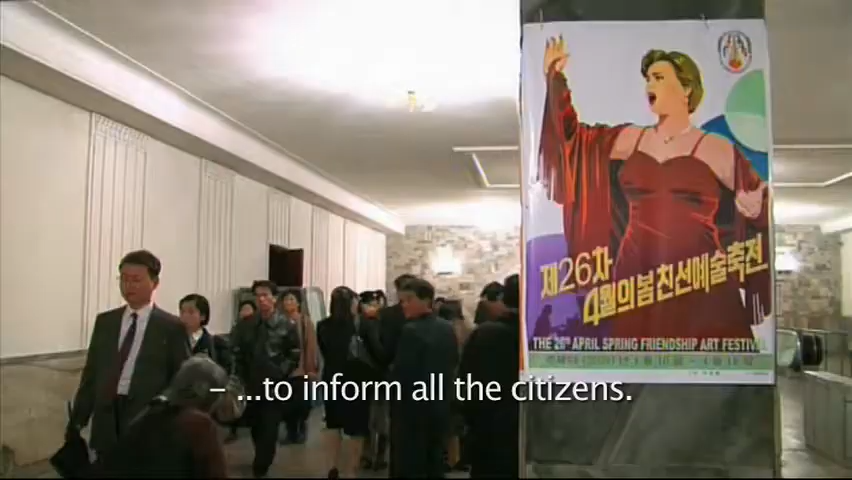 제26차
4월의 봄 친선예술축전
THE 26TH APRIL SPRING FRIENDSHIP ART FESTIVAL
- ...to inform all the citizens.